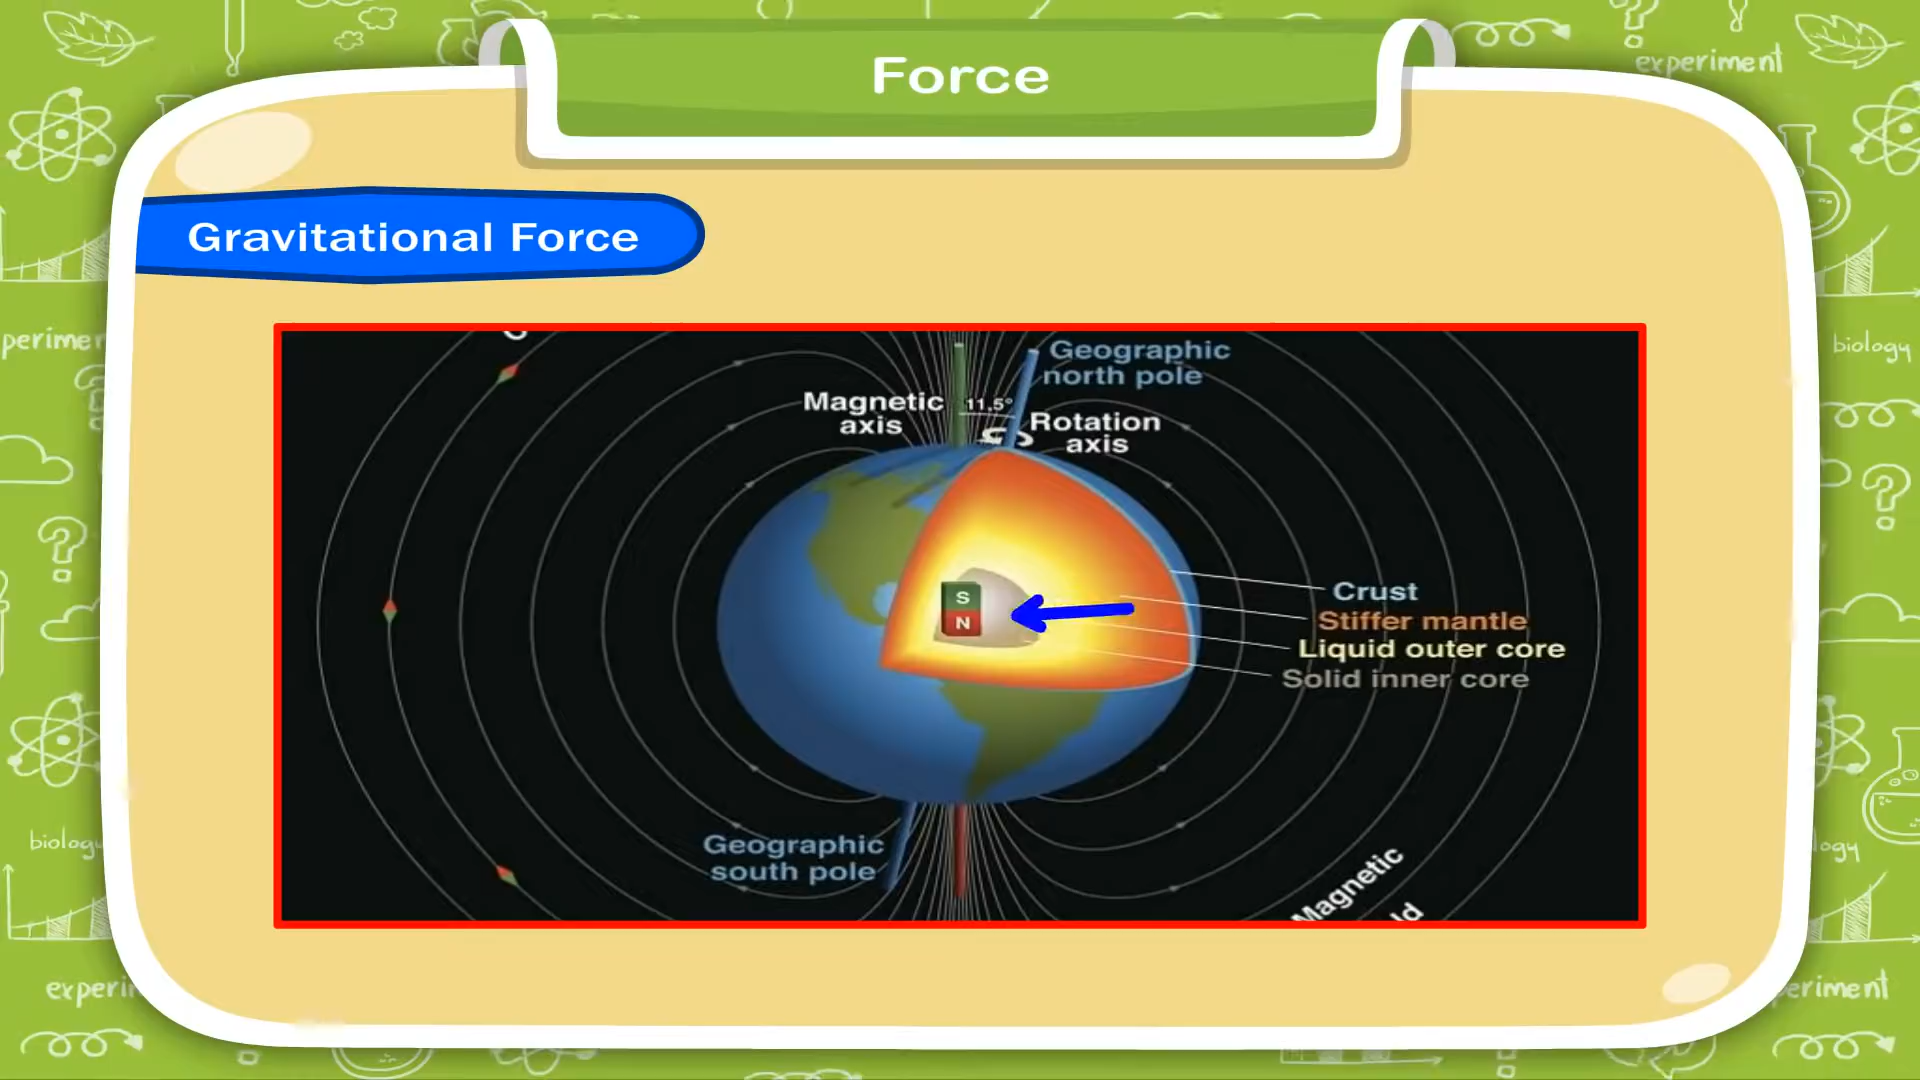 Force
experiment
Gravitational Force
biology
Geographic
north pole
Magnetic
axis
11.5°
Rotation
axis
S
N
Crust
Stiffer mantle
Liquid outer core
Solid inner core
Geographic
south pole
Magnetic